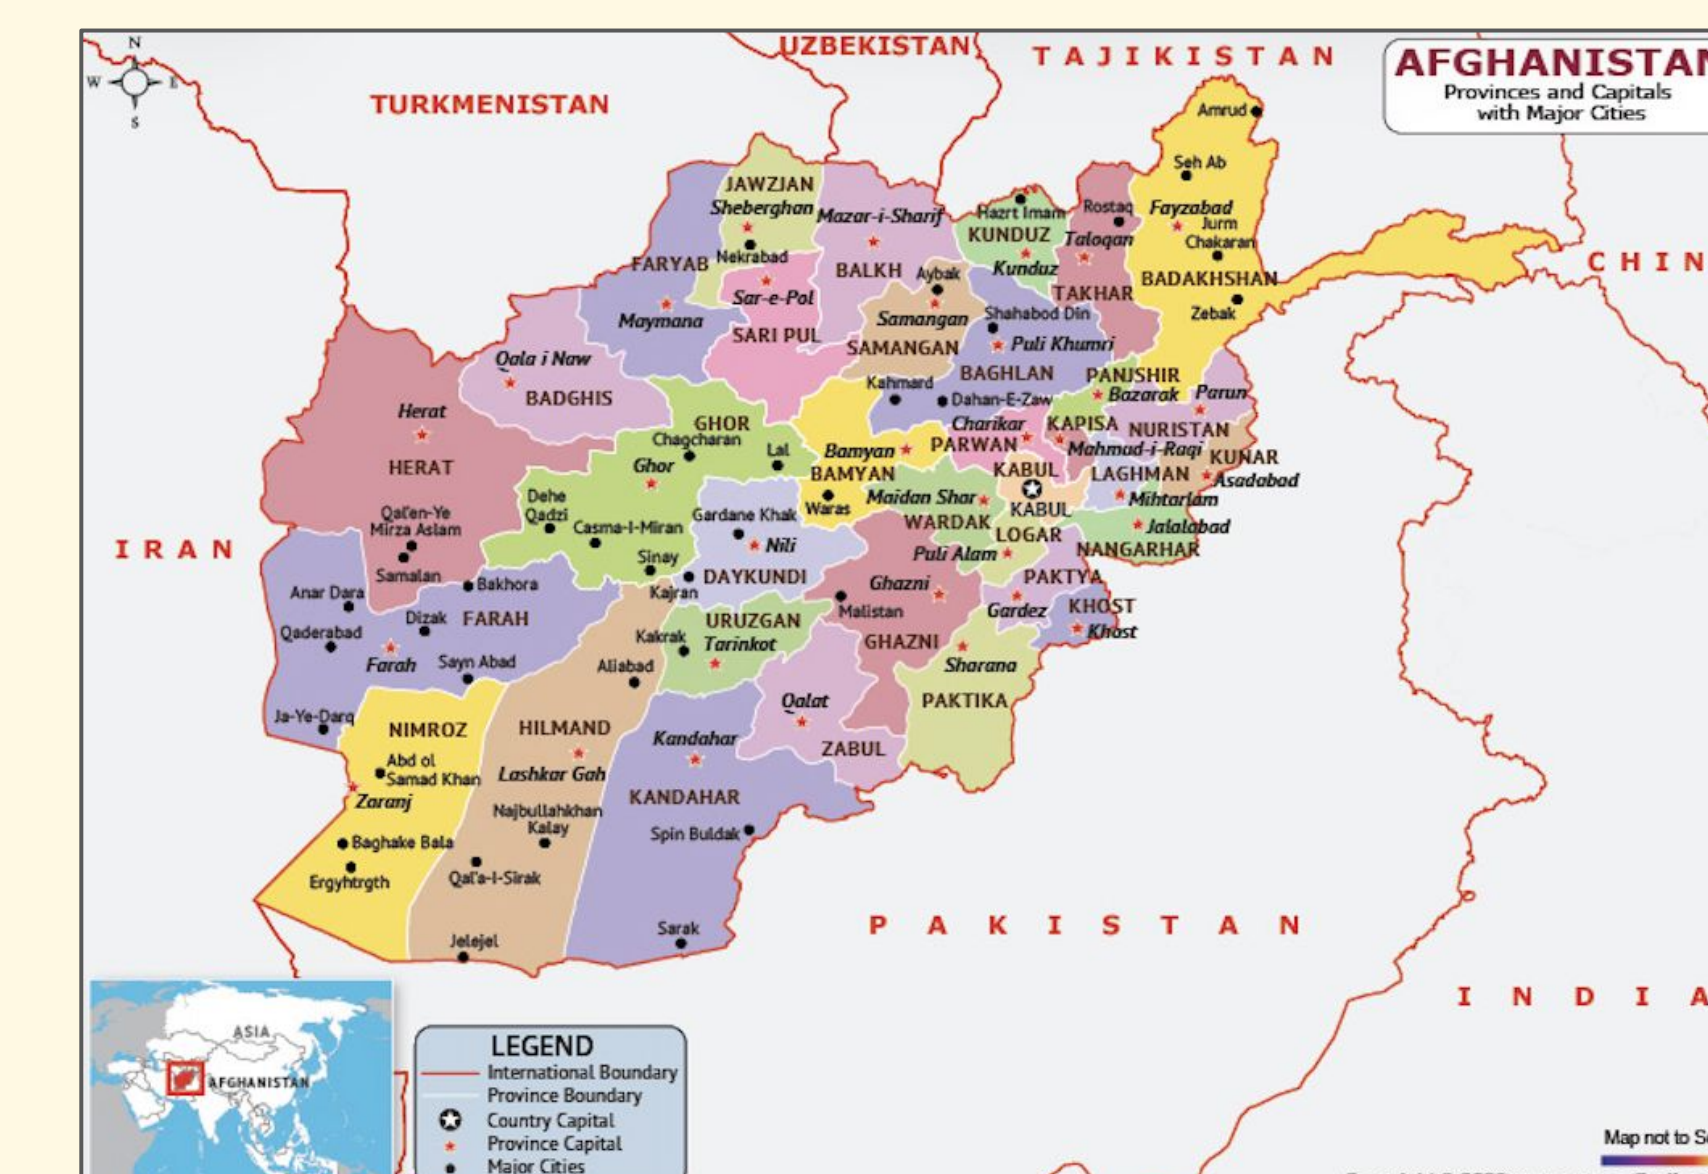 N
W
E
S
UZBEKISTAN
TAJIKISTAN
AFGHANISTAN
Provinces and Capitals
with Major Cities
TURKMENISTAN
CHIN
IRAN
PAKISTAN
INDIA
Amrud
Seh Ab
Fayzabad
Jurm
Chakaran
BADAKHSHAN
Zebak
Rostaq
Taloqan
TAKHAR
Hazrt Imam
KUNDUZ
Kunduz
JAWZJAN
Sheberghan
Nekrabad
Mazar-i-Sharif
BALKH
FARYAB
Maymana
Sar-e-Pol
SARI PUL
Aybak
Samangan
SAMANGAN
Shahabod Din
Puli Khumri
BAGHLAN
Kahmard
Dahan-E-Zaw
PANJSHIR
Bazarak
Parun
NURISTAN
Charikar
PARWAN
KAPISA
Mahmud-i-Raqi
KUNAR
Asadabad
LAGHMAN
Mihtarlam
KABUL
KABUL
Jalalabad
NANGARHAR
Qala i Naw
BADGHIS
Herat
HERAT
GHOR
Chagcharan
Ghor
Lal
Dehe
Qadzi
Casma-I-Miran
Sinay
Bamyan
BAMYAN
Waras
Maidan Shar
WARDAK
LOGAR
Puli Alam
Gardane Khak
Nili
DAYKUNDI
Kajran
Qal'en-Ye
Mirza Aslam
Samalan
Bakhora
Anar Dara
Dizak
FARAH
Qaderabad
Farah
Sayn Abad
Ja-Ye-Darq
Ghazni
Malistan
GHAZNI
PAKTYA
Gardez
KHOST
Khost
Sharana
PAKTIKA
URUZGAN
Kakrak
Tarinkot
Aliabad
Qalat
ZABUL
NIMROZ
Abd ol
Samad Khan
Zaranj
Baghake Bala
Ergyhtrgth
HILMAND
Lashkar Gah
Najbullahkhan
Kalay
Qal'a-I-Sirak
Jelejel
Kandahar
KANDAHAR
Spin Buldak
Sarak
ASIA
AFGHANISTAN
LEGEND
International Boundary
Province Boundary
Country Capital
Province Capital
Major Cities
Map not to S